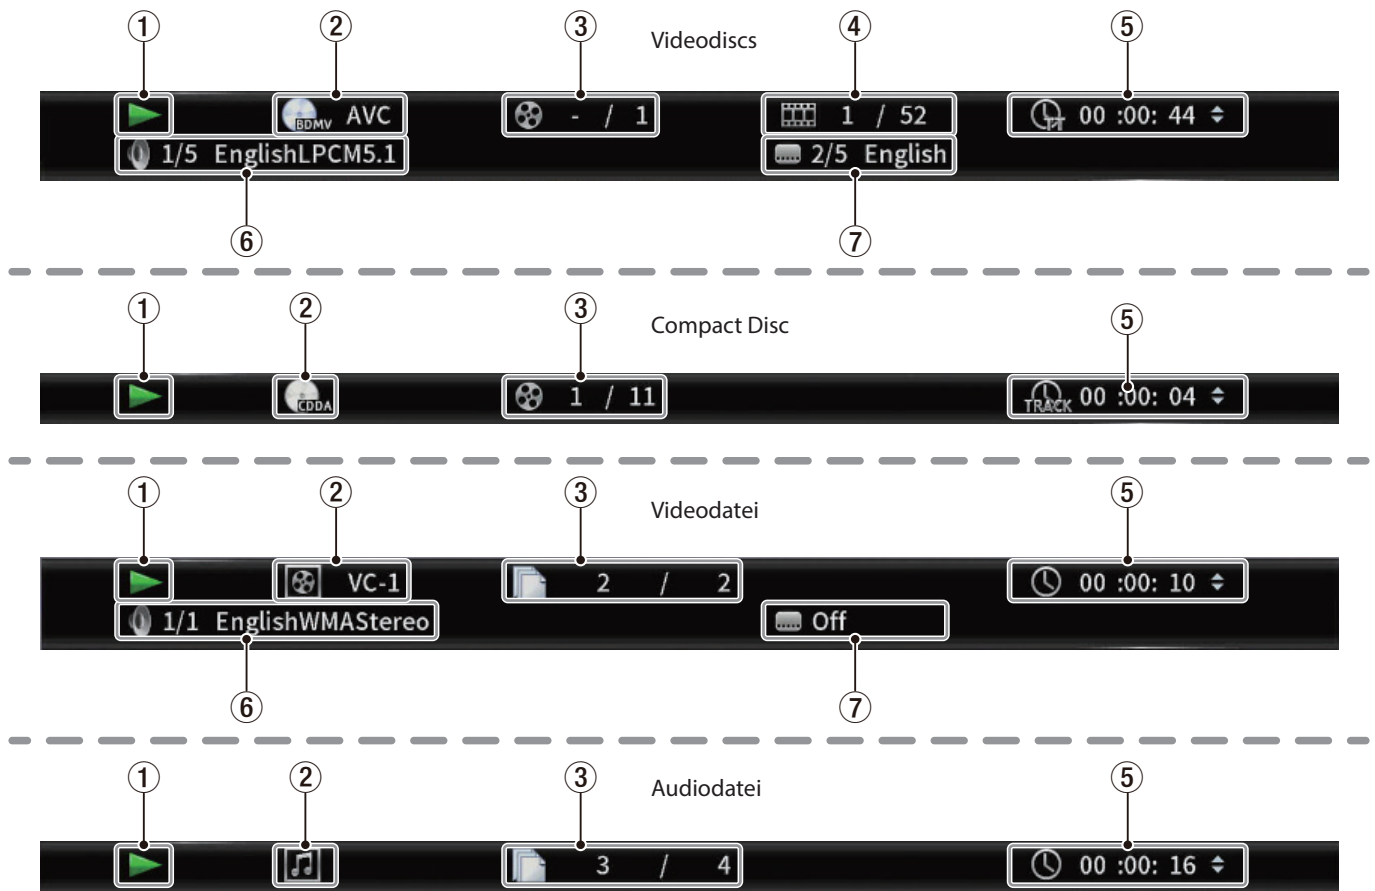 ① ② ③ Videodiscs ④ ⑤
BDMV AVC - / 1 1 / 52 TT 00 :00: 44
1/5 EnglishLPCM5.1 2/5 English
⑥ ⑦
① ② ③ Compact Disc ⑤
CDDA 1 / 11 TRACK 00 :00: 04
① ② ③ Videodatei ⑤
VC-1 2 / 2 00 :00: 10
1/1 EnglishWMAStereo Off
⑥ ⑦
① ② ③ Audiodatei ⑤
3 / 4 00 :00: 16